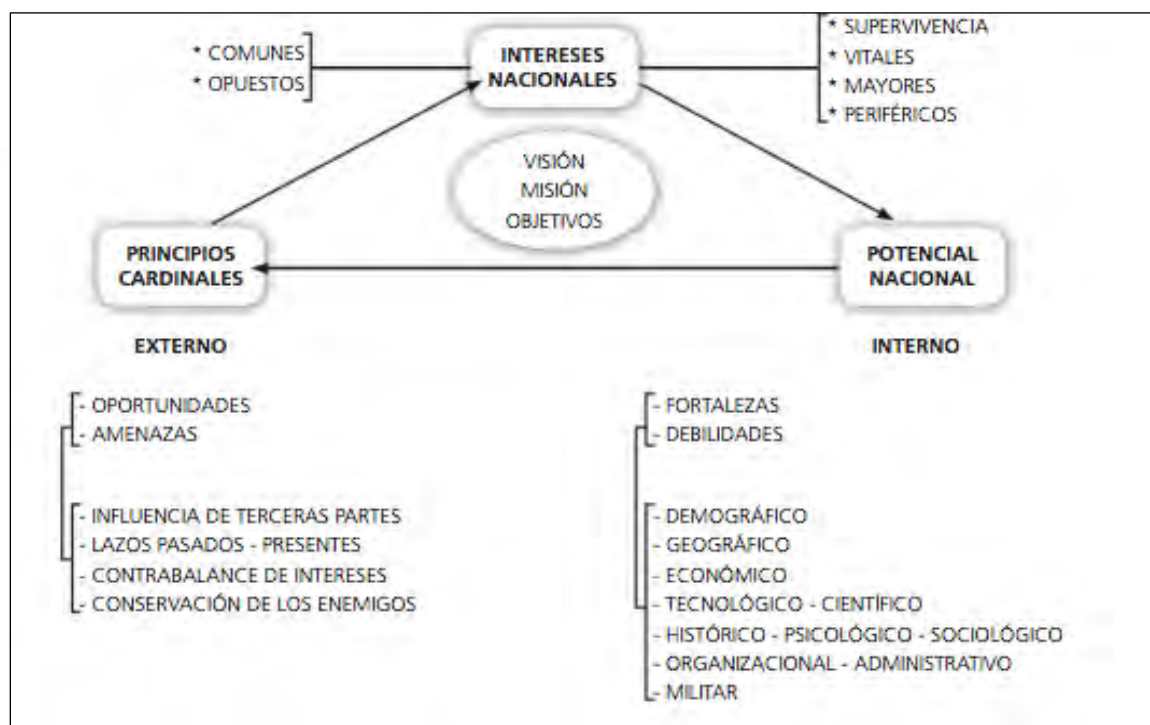 * COMUNES
* OPUESTOS
INTERESES
NACIONALES
* SUPERVIVENCIA
* VITALES
* MAYORES
* PERIFÉRICOS
VISIÓN
MISIÓN
OBJETIVOS
PRINCIPIOS
CARDINALES
POTENCIAL
NACIONAL
EXTERNO
INTERNO
- OPORTUNIDADES
- AMENAZAS
- INFLUENCIA DE TERCERAS PARTES
- LAZOS PASADOS - PRESENTES
- CONTRABALANCE DE INTERESES
- CONSERVACIÓN DE LOS ENEMIGOS
- FORTALEZAS
- DEBILIDADES
- DEMOGRÁFICO
- GEOGRÁFICO
- ECONÓMICO
- TECNOLÓGICO - CIENTÍFICO
- HISTÓRICO - PSICOLÓGICO - SOCIOLÓGICO
- ORGANIZACIONAL - ADMINISTRATIVO
- MILITAR